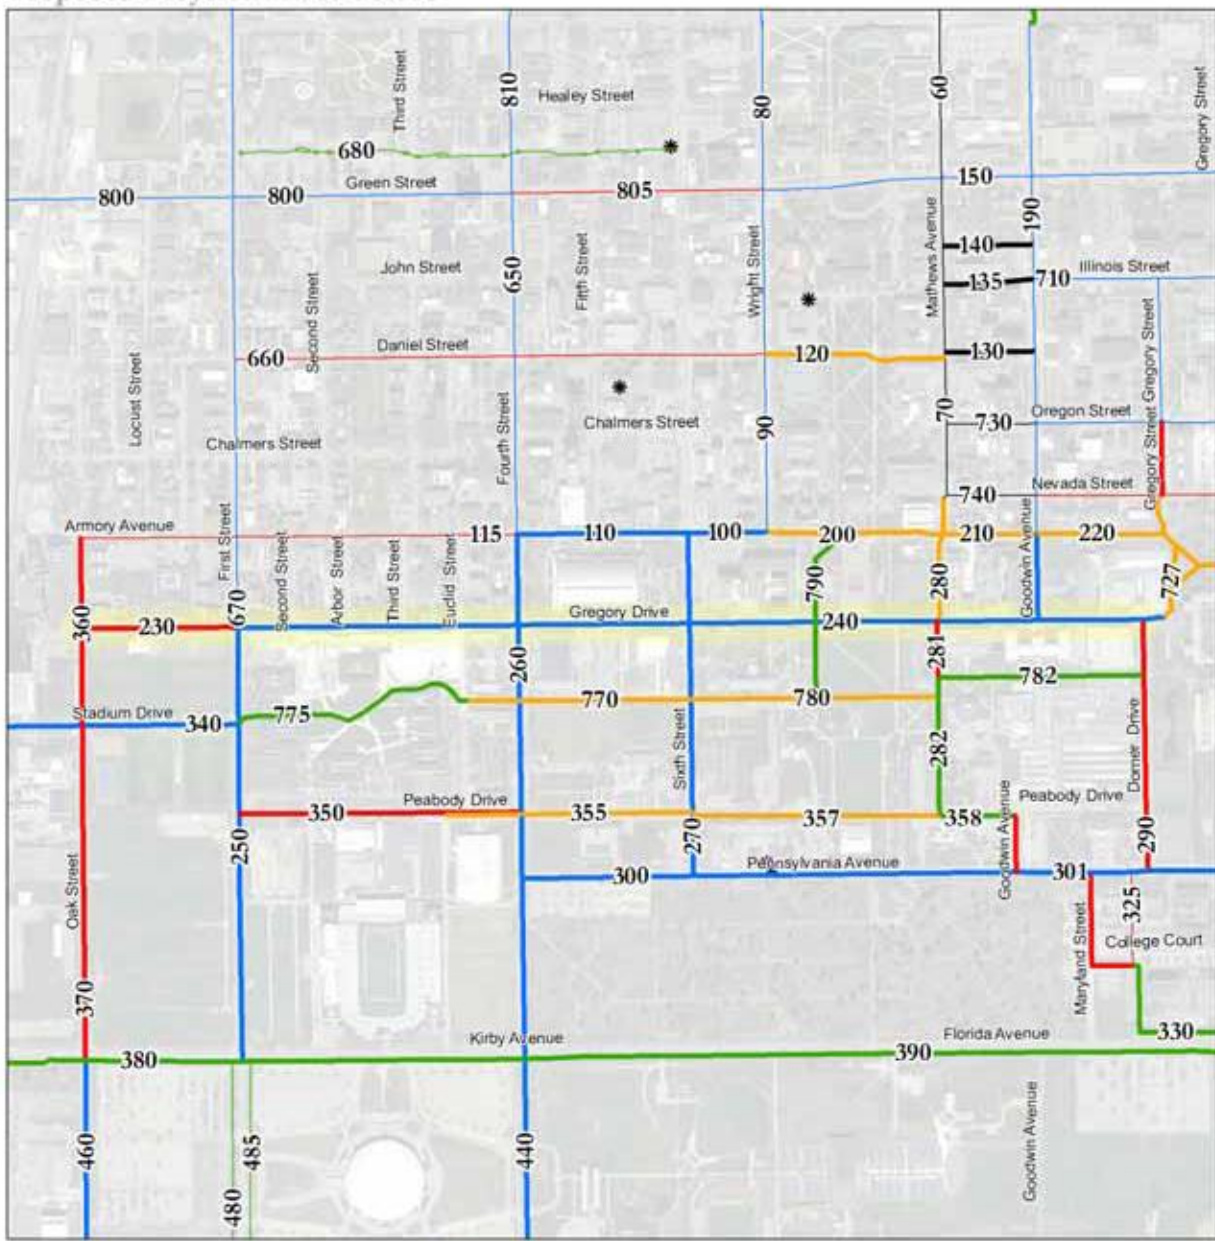 810
80
60
Third Street
Healey Street
Gregory Street
680
Green Street
800
800
805
150
190
Mathews Avenue
140
John Street
650
Fifth Street
Wright Street
135
710
Illinois Street
Second Street
Daniel Street
660
120
130
Gregory Street
Locust Street
Chalmers Street
Chalmers Street
Fourth Street
90
70
730
Oregon Street
Gregory Street
740
Nevada Street
Armory Avenue
First Street
115
110
100
200
210
220
Second Street
Arbor Street
Third Street
Euclid Street
790
280
Goodwin Avenue
727
360
230
670
Gregory Drive
240
260
281
782
Stadium Drive
340
775
770
780
Sixth Street
282
Dorner Drive
350
Peabody Drive
355
357
358
Goodwin Avenue
Peabody Drive
250
270
290
300
Pennsylvania Avenue
301
Oak Street
325
Maryland Street
College Court
370
Kirby Avenue
Florida Avenue
330
380
390
460
485
480
440
Goodwin Avenue